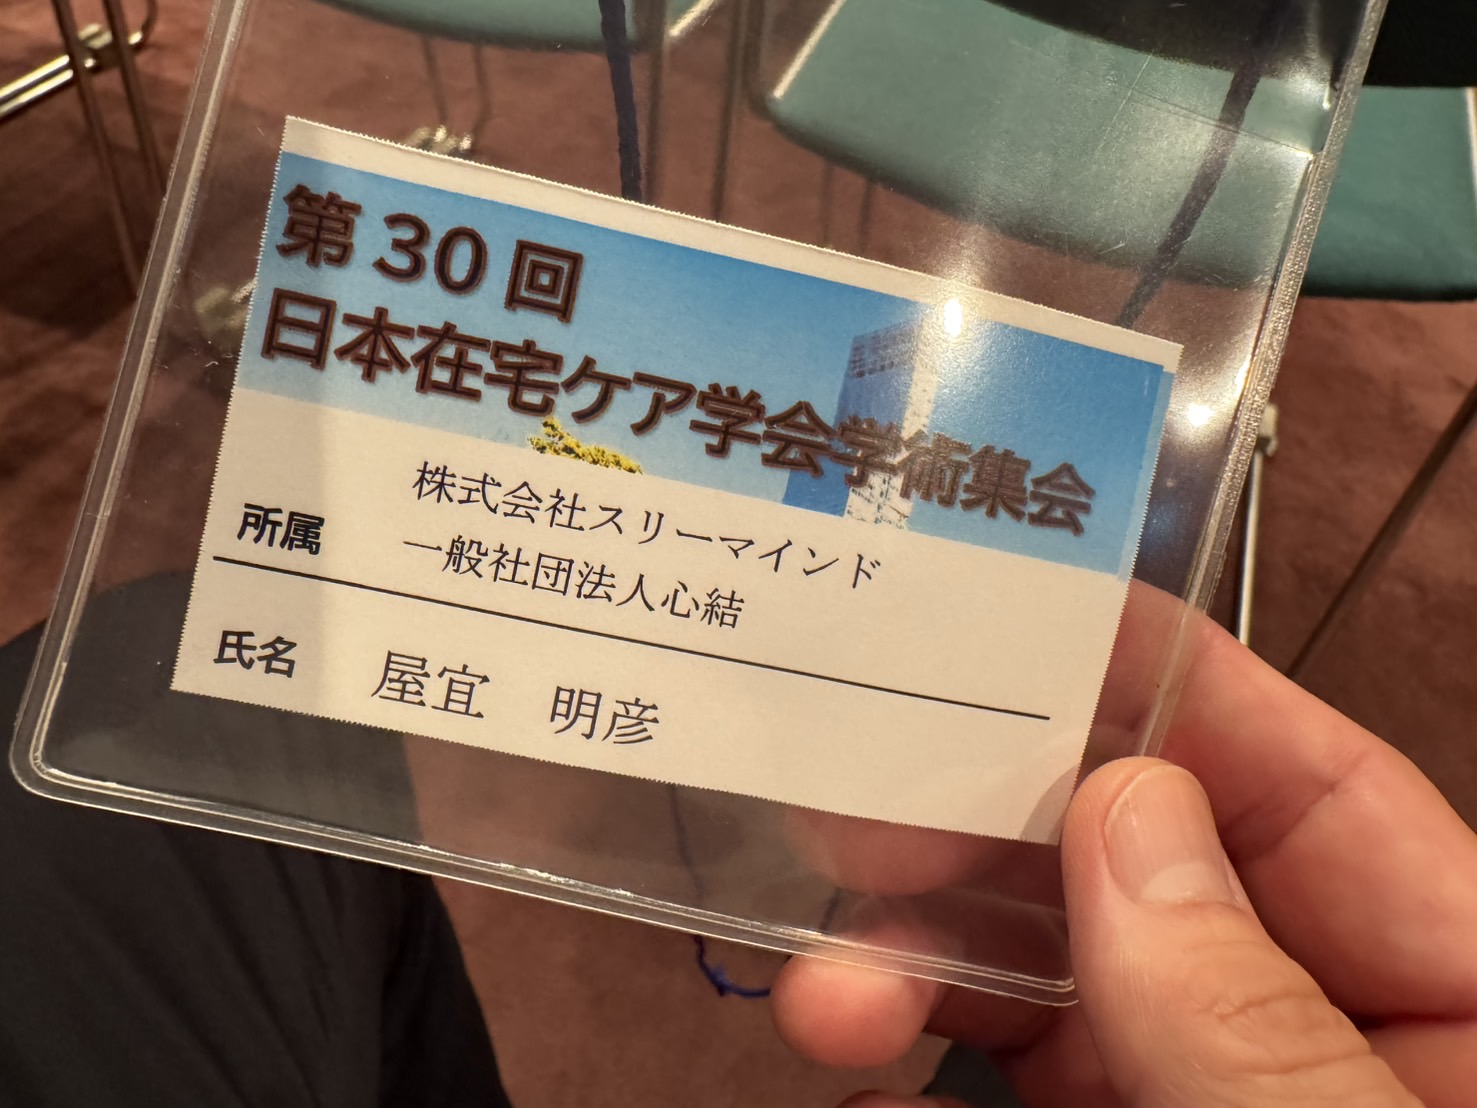 第30回
日本在宅ケア学会学術集会
所属 株式会社スリーマインド
一般社団法人心結
氏名 屋宜 明彦